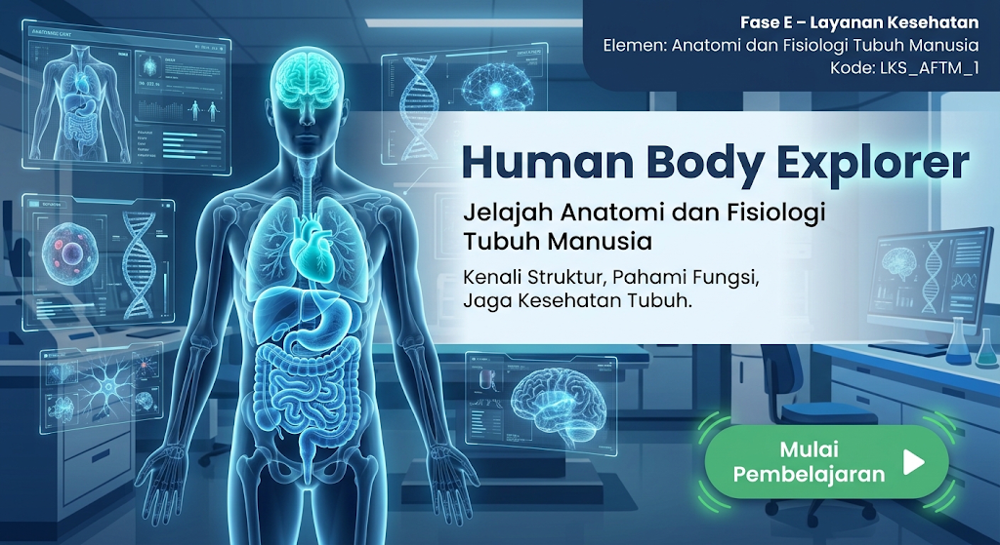 Fase E – Layanan Kesehatan
Elemen: Anatomi dan Fisiologi Tubuh Manusia
Kode: LKS_AFTM_1
Human Body Explorer
Jelajah Anatomi dan Fisiologi
Tubuh Manusia
Kenali Struktur, Pahami Fungsi,
Jaga Kesehatan Tubuh.
Mulai
Pembelajaran